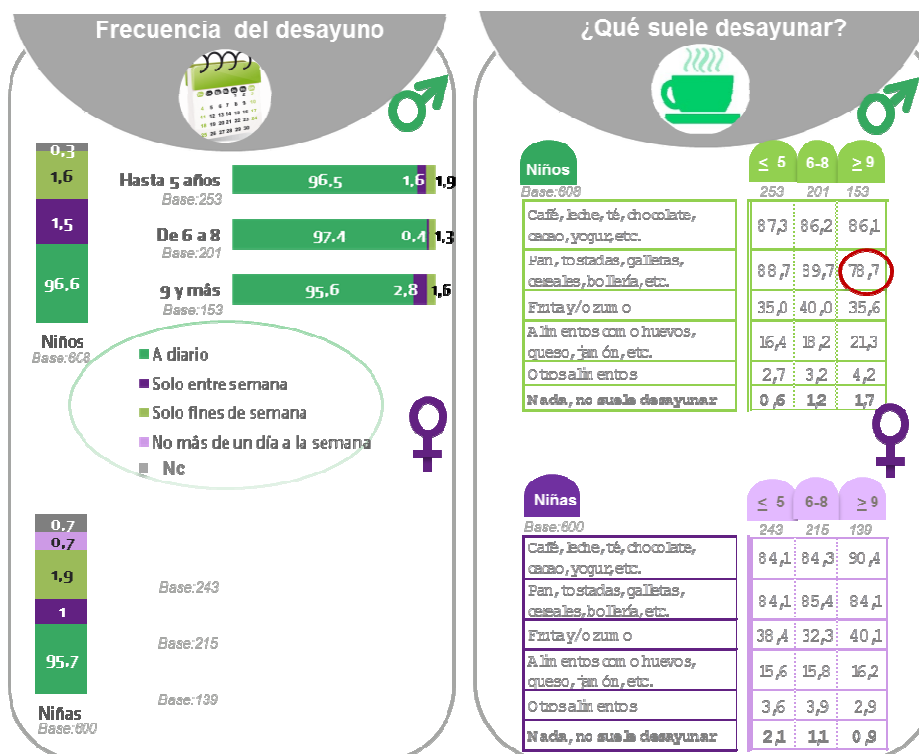 Frecuencia del desayuno
0,3
1,6
1,5
96,6
Niños
Base:608
Hasta 5 años
Base:253
96,5 1,6 1,9
De 6 a 8
Base:201
97,4 0,4 1,3
9 y más
Base:153
95,6 2,8 1,6
A diario
Solo entre semana
Solo fines de semana
No más de un día a la semana
Nc
0,7
0,7
1,9
1
95,7
Niñas
Base:600
Base:243
Base:215
Base:139
¿Qué suele desayunar?
Niños
Base:608
≤ 5 6-8 ≥ 9
253 201 153
Café, leche, té, chocolate,
cacao, yogur, etc.
87,3 86,2 86,1
Pan, tostadas, galletas,
cereales, bollería, etc.
88,7 89,7 78,7
Fruta y/o zumo
35,0 40,0 35,6
Alimentos como huevos,
queso, jamón, etc.
16,4 18,2 21,3
Otros alimentos
2,7 3,2 4,2
Nada, no suele desayunar
0,6 1,2 1,7
Niñas
Base:600
≤ 5 6-8 ≥ 9
243 215 139
Café, leche, té, chocolate,
cacao, yogur, etc.
84,1 84,3 90,4
Pan, tostadas, galletas,
cereales, bollería, etc.
84,1 85,4 84,1
Fruta y/o zumo
38,4 32,3 40,1
Alimentos como huevos,
queso, jamón, etc.
15,6 15,8 16,2
Otros alimentos
3,6 3,9 2,9
Nada, no suele desayunar
2,1 1,1 0,9